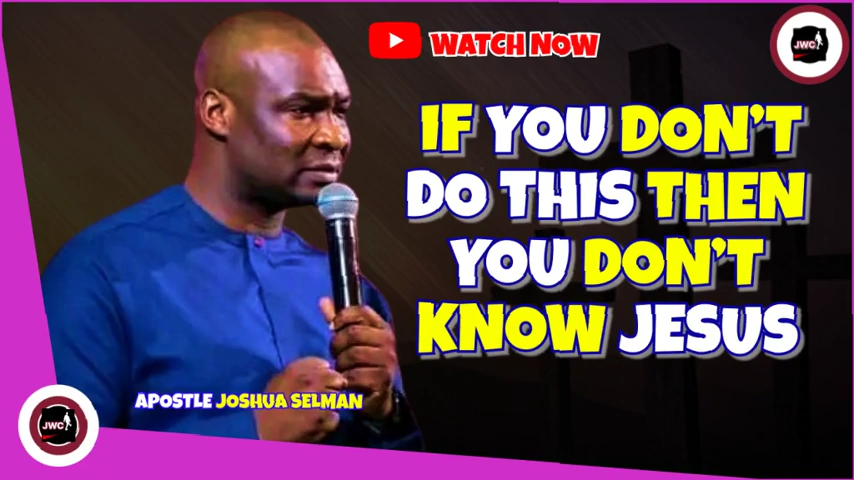 WATCH NOW
JWC
IF YOU DON'T
DO THIS THEN
YOU DON'T
KNOW JESUS
APOSTLE JOSHUA SELMAN
JWC